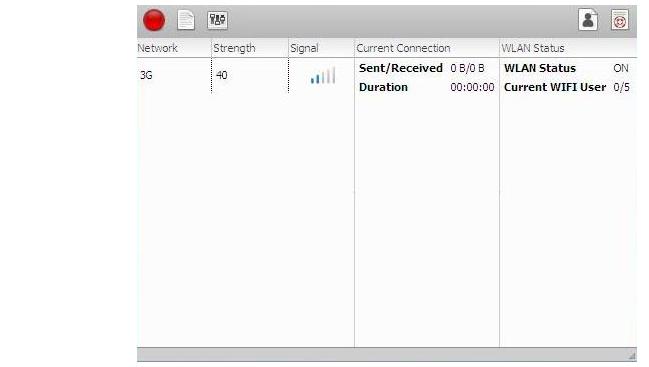 Network Strength Signal Current Connection WLAN Status
3G 40 Sent/Received 0 B/0 B WLAN Status ON
Duration 00:00:00 Current WIFI User 0/5